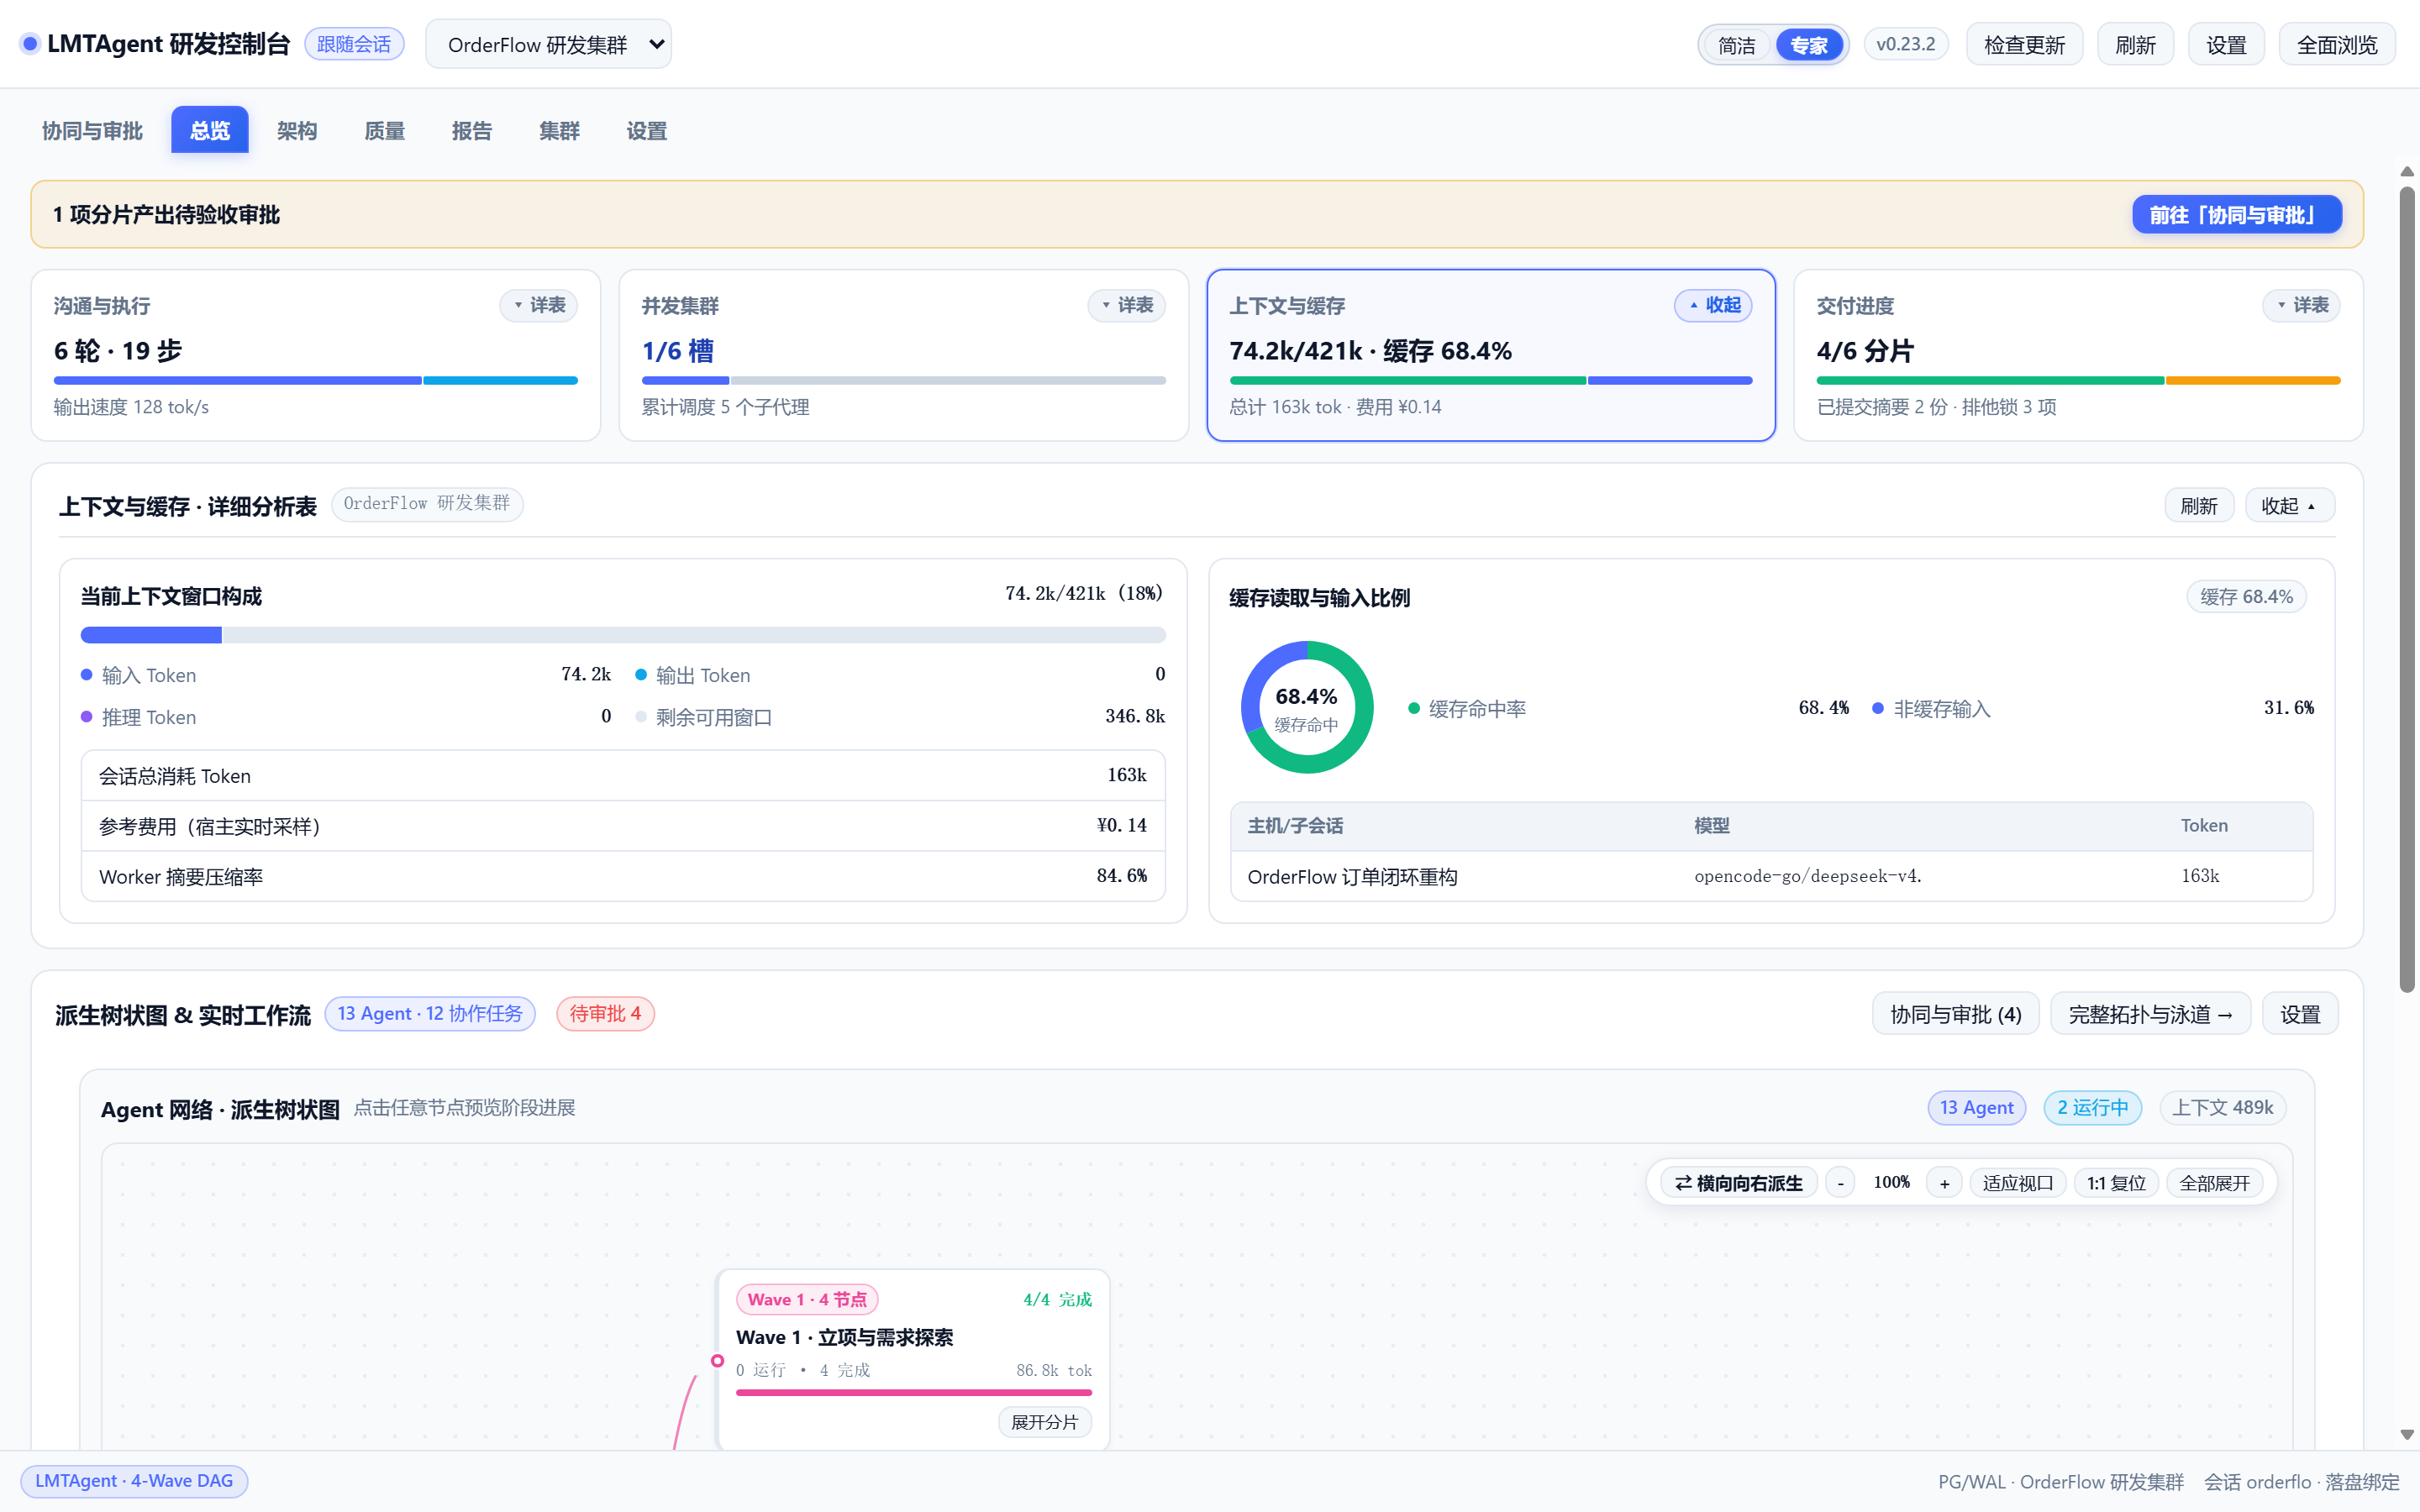 LMTAgent 研发控制台 跟随会话 OrderFlow 研发集群 简洁 专家 v0.23.2 检查更新 刷新 设置 全面浏览
协同与审批 总览 架构 质量 报告 集群 设置
1 项分片产出待验收审批 前往「协同与审批」
沟通与执行 详表
6 轮 · 19 步
输出速度 128 tok/s
并发集群 详表
1/6 槽
累计调度 5 个子代理
上下文与缓存 收起
74.2k/421k · 缓存 68.4%
总计 163k tok · 费用 ¥0.14
交付进度 详表
4/6 分片
已提交摘要 2 份 · 排他锁 3 项
上下文与缓存 · 详细分析表 OrderFlow 研发集群 刷新 收起
当前上下文窗口构成 74.2k/421k (18%)
输入 Token 74.2k 输出 Token 0
推理 Token 0 剩余可用窗口 346.8k
会话总消耗 Token 163k
参考费用（宿主实时采样） ¥0.14
Worker 摘要压缩率 84.6%
缓存读取与输入比例 缓存 68.4%
68.4%
缓存命中
缓存命中率 68.4% 非缓存输入 31.6%
主机/子会话 模型 Token
OrderFlow 订单闭环重构 opencode-go/deepseek-v4. 163k
派生树状图 & 实时工作流 13 Agent · 12 协作任务 待审批 4 协同与审批 (4) 完整拓扑与泳道 → 设置
Agent 网络 · 派生树状图 点击任意节点预览阶段进展 13 Agent 2 运行中 上下文 489k
⇄ 横向向右派生 - 100% + 适应视口 1:1 复位 全部展开
Wave 1 · 4 节点 4/4 完成
Wave 1 · 立项与需求探索
0 运行 • 4 完成 86.8k tok
展开分片
LMTAgent · 4-Wave DAG PG/WAL · OrderFlow 研发集群 会话 orderflo · 落盘绑定